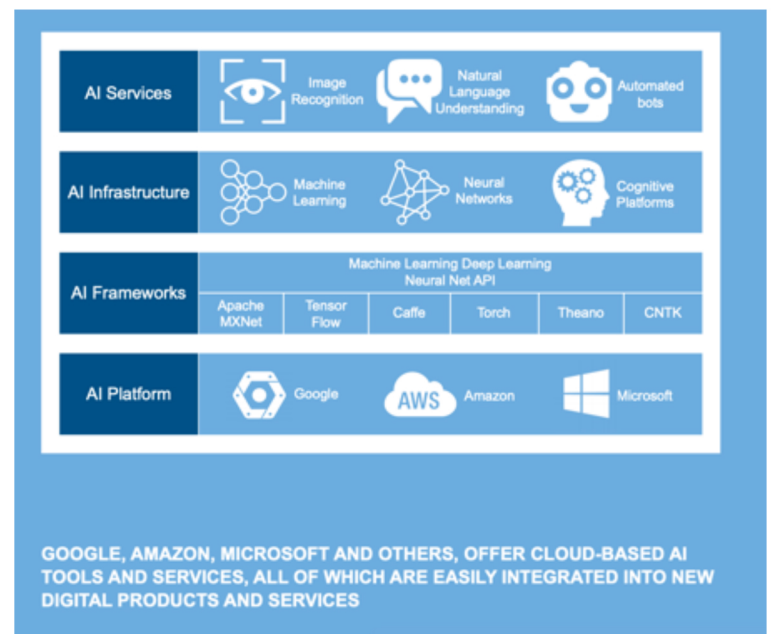 AI Services
Image
Recognition
Natural
Language
Understanding
Automated
bots
AI Infrastructure
Machine
Learning
Neural
Networks
Cognitive
Platforms
AI Frameworks
Machine Learning Deep Learning
Neural Net API
Apache
MXNet
Tensor
Flow
Caffe
Torch
Theano
CNTK
AI Platform
Google
AWS
Amazon
Microsoft
GOOGLE, AMAZON, MICROSOFT AND OTHERS, OFFER CLOUD-BASED AI
TOOLS AND SERVICES, ALL OF WHICH ARE EASILY INTEGRATED INTO NEW
DIGITAL PRODUCTS AND SERVICES